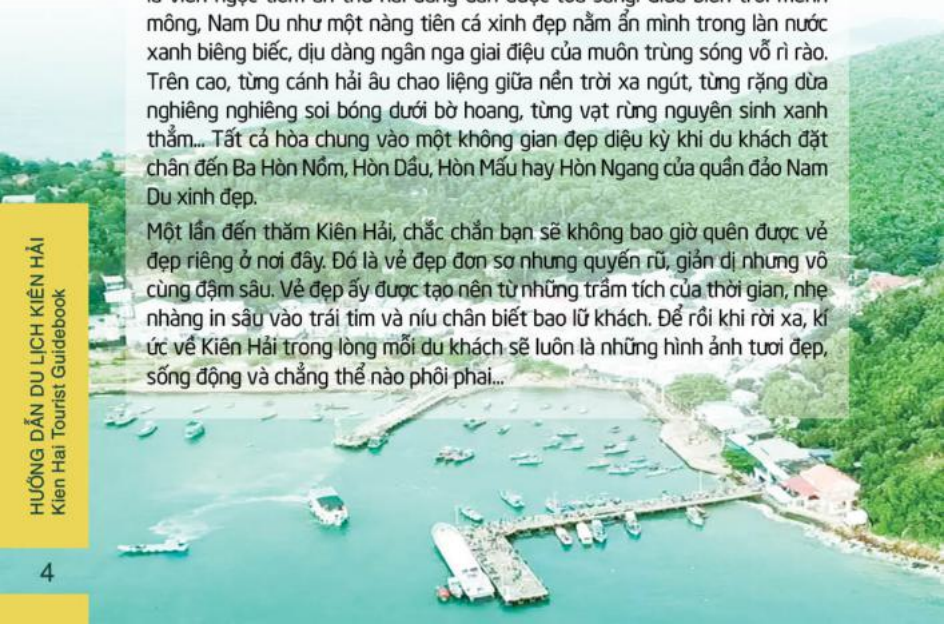 mông, Nam Du như một nàng tiên cá xinh đẹp nằm ẩn mình trong làn nước
xanh biêng biếc, dịu dàng ngân nga giai điệu của muôn trùng sóng vỗ rì rào.
Trên cao, từng cánh hải âu chao liệng giữa nền trời xa ngút, từng rặng dừa
nghiêng nghiêng soi bóng dưới bờ hoang, từng vạt rừng nguyên sinh xanh
thẳm... Tất cả hòa chung vào một không gian đẹp diệu kỳ khi du khách đặt
chân đến Ba Hòn Nồm, Hòn Dầu, Hòn Mấu hay Hòn Ngang của quần đảo Nam
Du xinh đẹp.
Một lần đến thăm Kiên Hải, chắc chắn bạn sẽ không bao giờ quên được vẻ
đẹp riêng ở nơi đây. Đó là vẻ đẹp đơn sơ nhưng quyến rũ, giản dị nhưng vô
cùng đậm sâu. Vẻ đẹp ấy được tạo nên từ những trầm tích của thời gian, nhẹ
nhàng in sâu vào trái tim và níu chân biết bao lữ khách. Để rồi khi rời xa, kí
ức về Kiên Hải trong lòng mỗi du khách sẽ luôn là những hình ảnh tươi đẹp,
sống động và chẳng thể nào phôi phai...
HƯỚNG DẪN DU LỊCH KIÊN HẢI
Kien Hai Tourist Guidebook
4